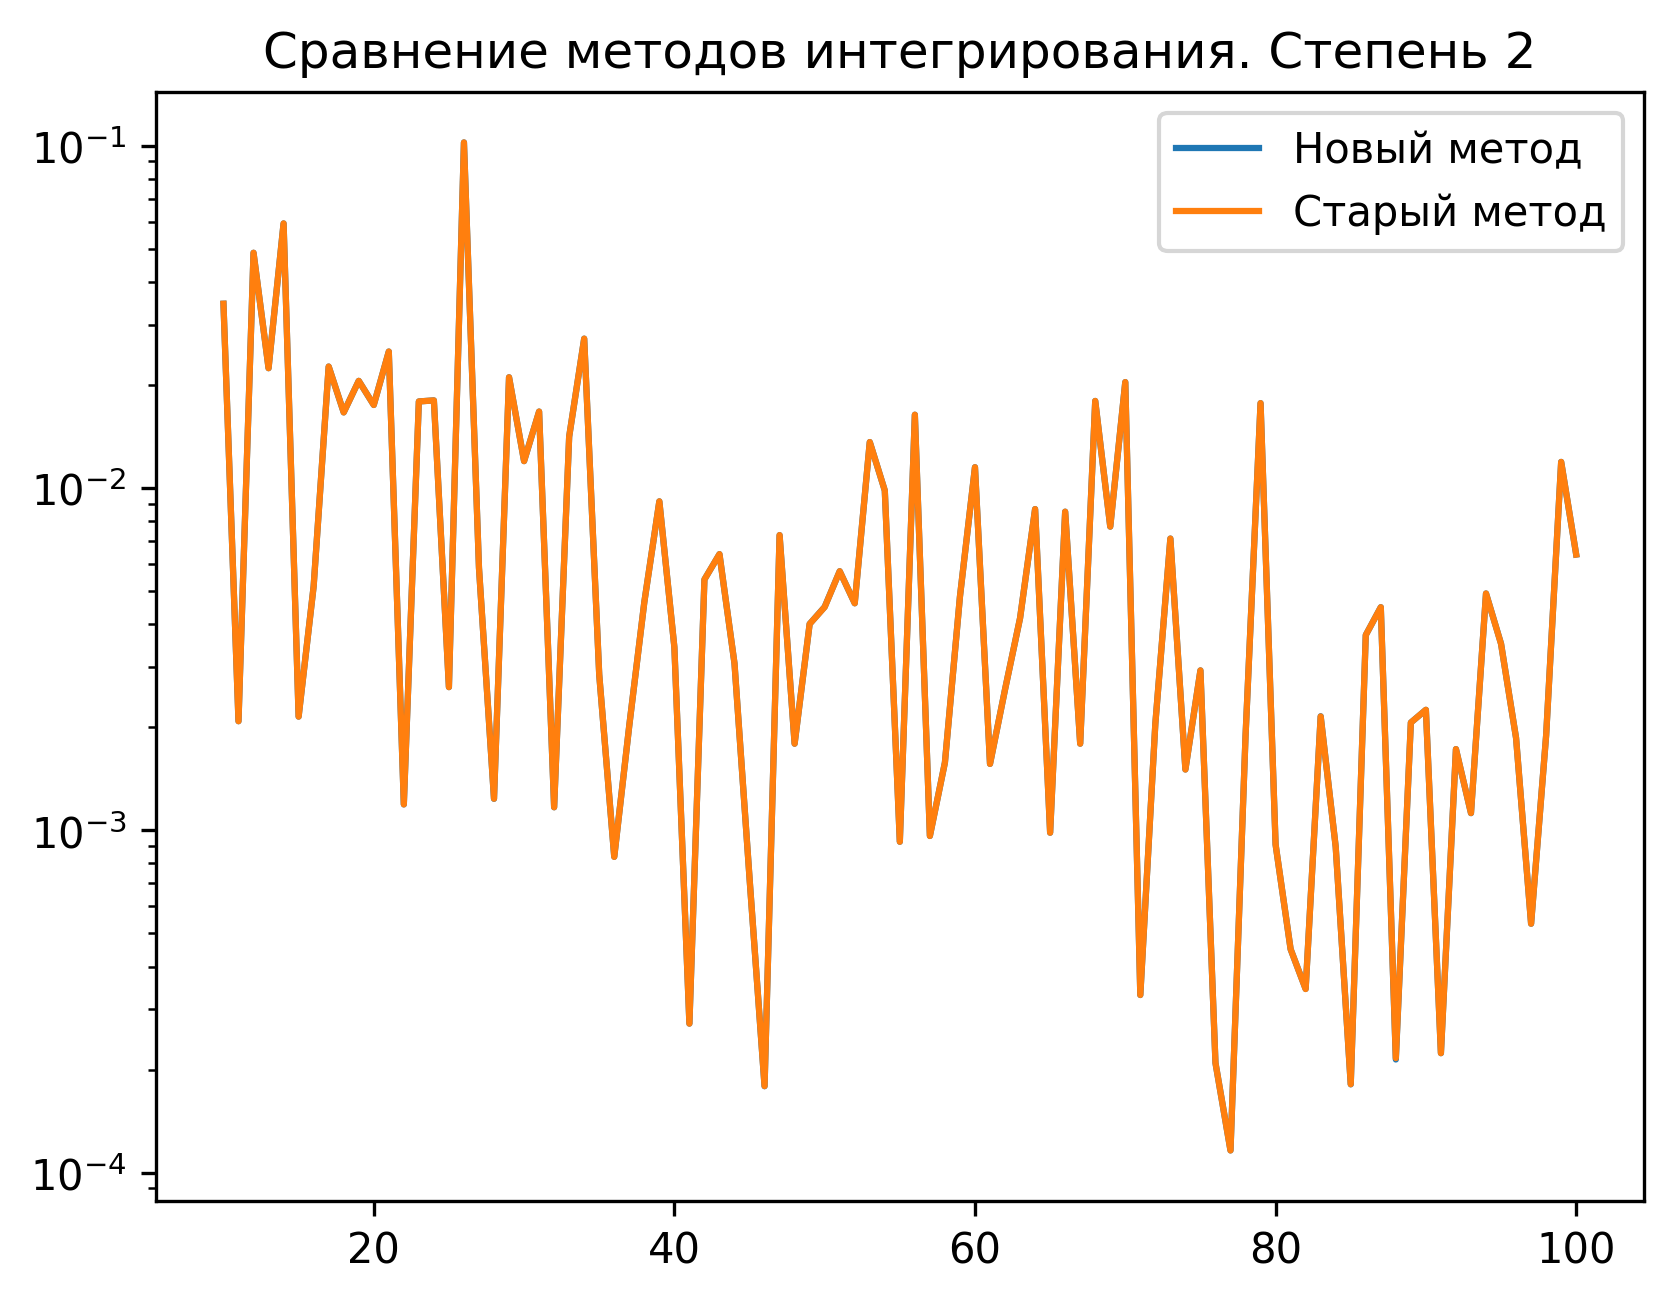 Сравнение методов интегрирования. Степень 2
Новый метод
Старый метод
10⁻¹
10⁻²
10⁻³
10⁻⁴
20 40 60 80 100